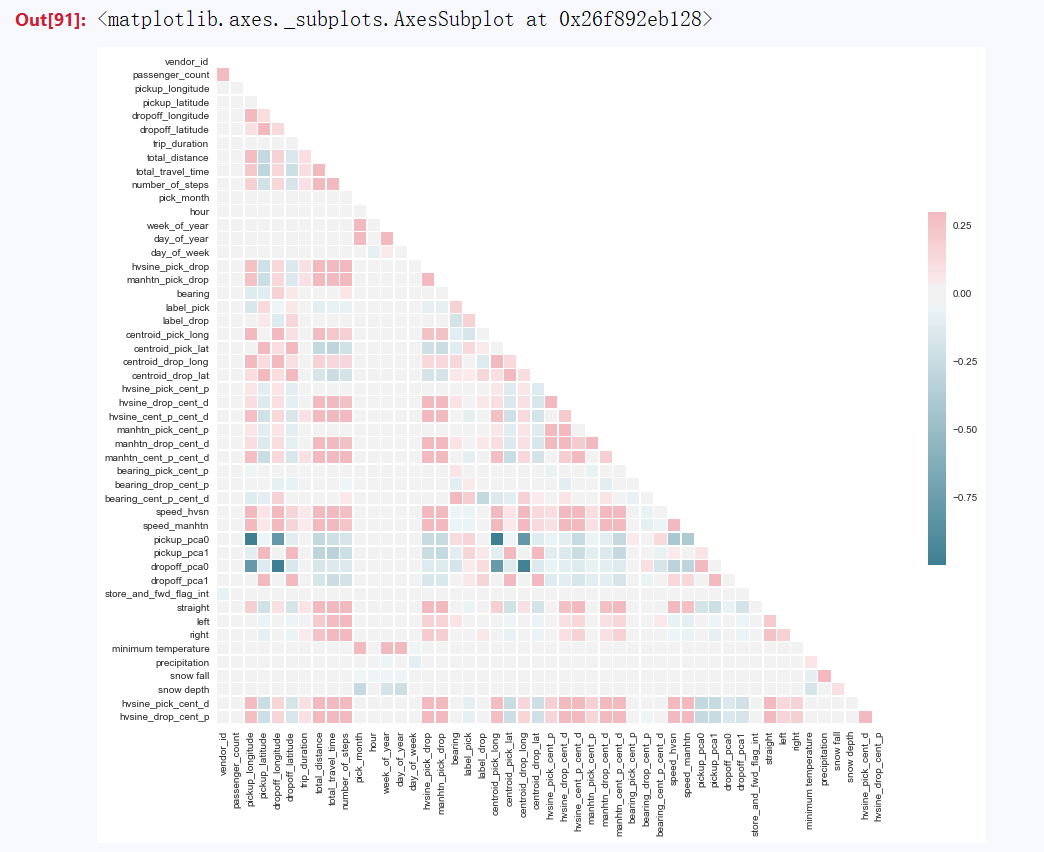 Out[91]: <matplotlib.axes._subplots.AxesSubplot at 0x26f892eb128>
vendor_id
passenger_count
pickup_longitude
pickup_latitude
dropoff_longitude
dropoff_latitude
trip_duration
total_distance
total_travel_time
number_of_steps
pick_month
hour
week_of_year
day_of_year
day_of_week
hvsine_pick_drop
manhtn_pick_drop
bearing
label_pick
label_drop
centroid_pick_long
centroid_pick_lat
centroid_drop_long
centroid_drop_lat
hvsine_pick_cent_p
hvsine_drop_cent_d
hvsine_cent_p_cent_d
manhtn_pick_cent_p
manhtn_drop_cent_d
manhtn_cent_p_cent_d
bearing_pick_cent_p
bearing_drop_cent_p
bearing_cent_p_cent_d
speed_hvsn
speed_manhtn
pickup_pca0
pickup_pca1
dropoff_pca0
dropoff_pca1
store_and_fwd_flag_int
straight
left
right
minimum temperature
precipitation
snow fall
snow depth
hvsine_pick_cent_d
hvsine_drop_cent_p
0.25
0.00
−0.25
−0.50
−0.75
vendor_id
passenger_count
pickup_longitude
pickup_latitude
dropoff_longitude
dropoff_latitude
trip_duration
total_distance
total_travel_time
number_of_steps
pick_month
hour
week_of_year
day_of_year
day_of_week
hvsine_pick_drop
manhtn_pick_drop
bearing
label_pick
label_drop
centroid_pick_long
centroid_pick_lat
centroid_drop_long
centroid_drop_lat
hvsine_pick_cent_p
hvsine_drop_cent_d
hvsine_cent_p_cent_d
manhtn_pick_cent_p
manhtn_drop_cent_d
manhtn_cent_p_cent_d
bearing_pick_cent_p
bearing_drop_cent_p
bearing_cent_p_cent_d
speed_hvsn
speed_manhtn
pickup_pca0
pickup_pca1
dropoff_pca0
dropoff_pca1
store_and_fwd_flag_int
straight
left
right
minimum temperature
precipitation
snow fall
snow depth
hvsine_pick_cent_d
hvsine_drop_cent_p